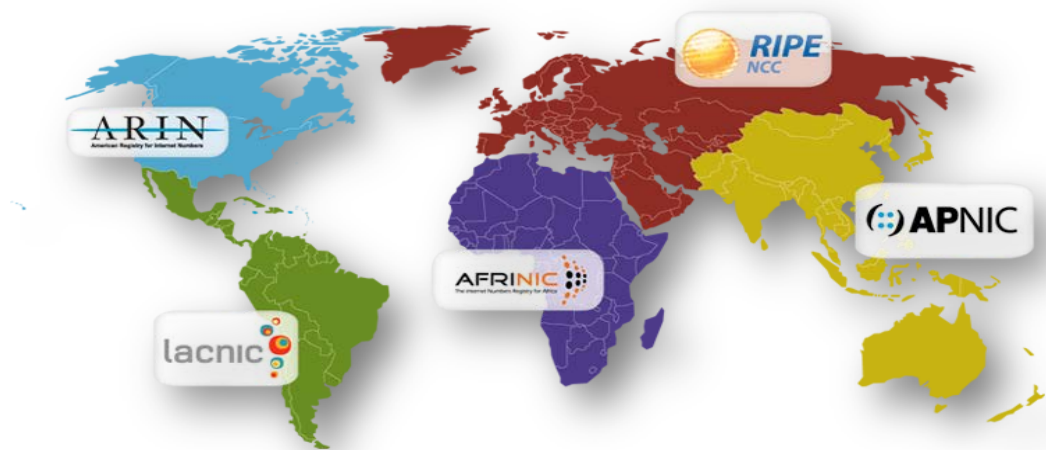 RIPE
NCC
ARIN
American Registry for Internet Numbers
APNIC
AFRINIC
The Internet Numbers Registry for Africa
lacnic